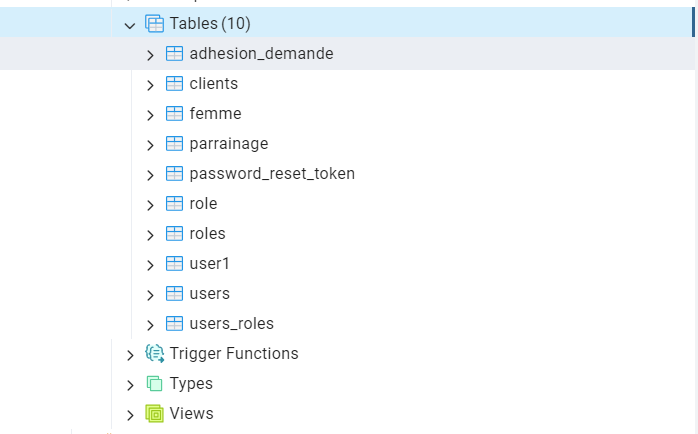 Tables (10)
adhesion_demande
clients
femme
parrainage
password_reset_token
role
roles
user1
users
users_roles
Trigger Functions
Types
Views